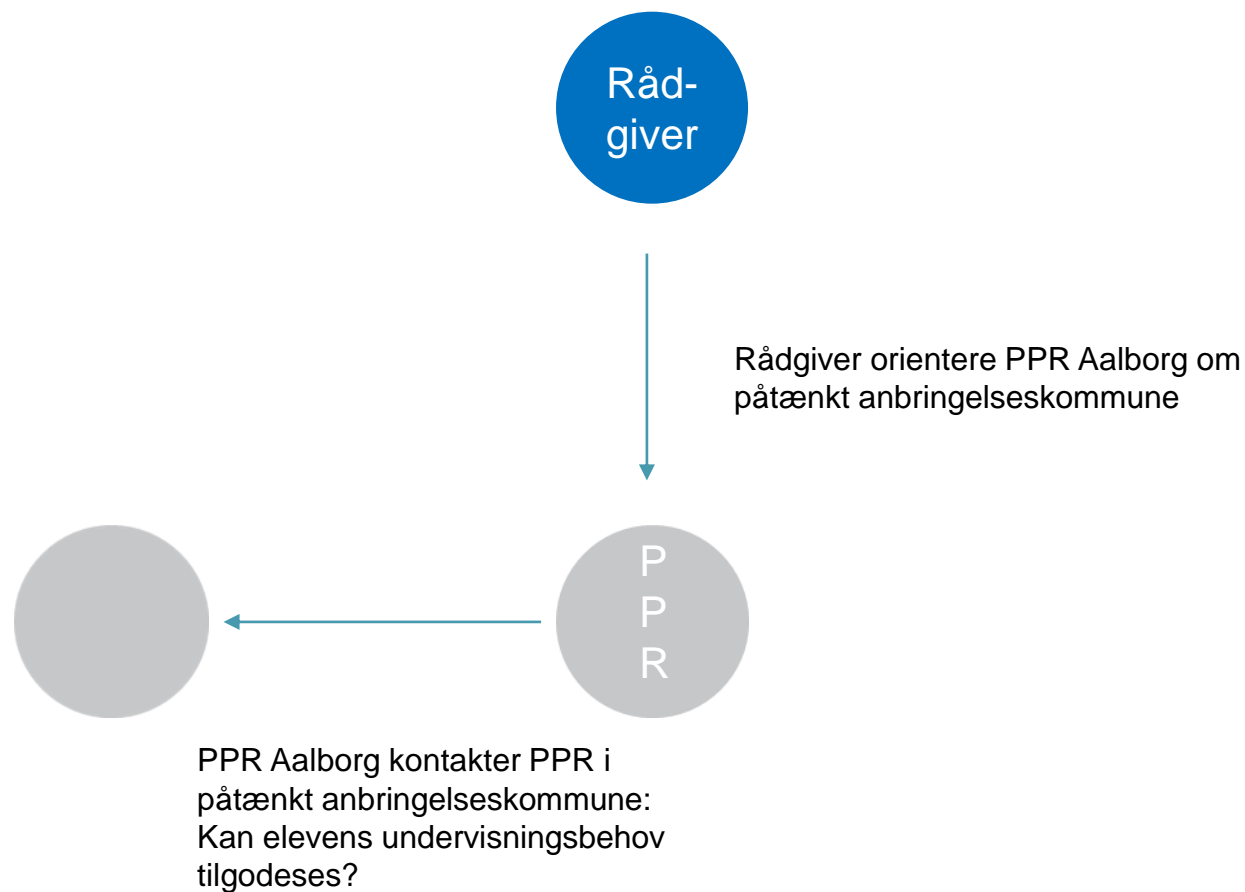 Råd-
giver
Rådgiver orientere PPR Aalborg om
påtænkt anbringelseskommune
P
P
R
PPR Aalborg kontakter PPR i
påtænkt anbringelseskommune:
Kan elevens undervisningsbehov
tilgodeses?